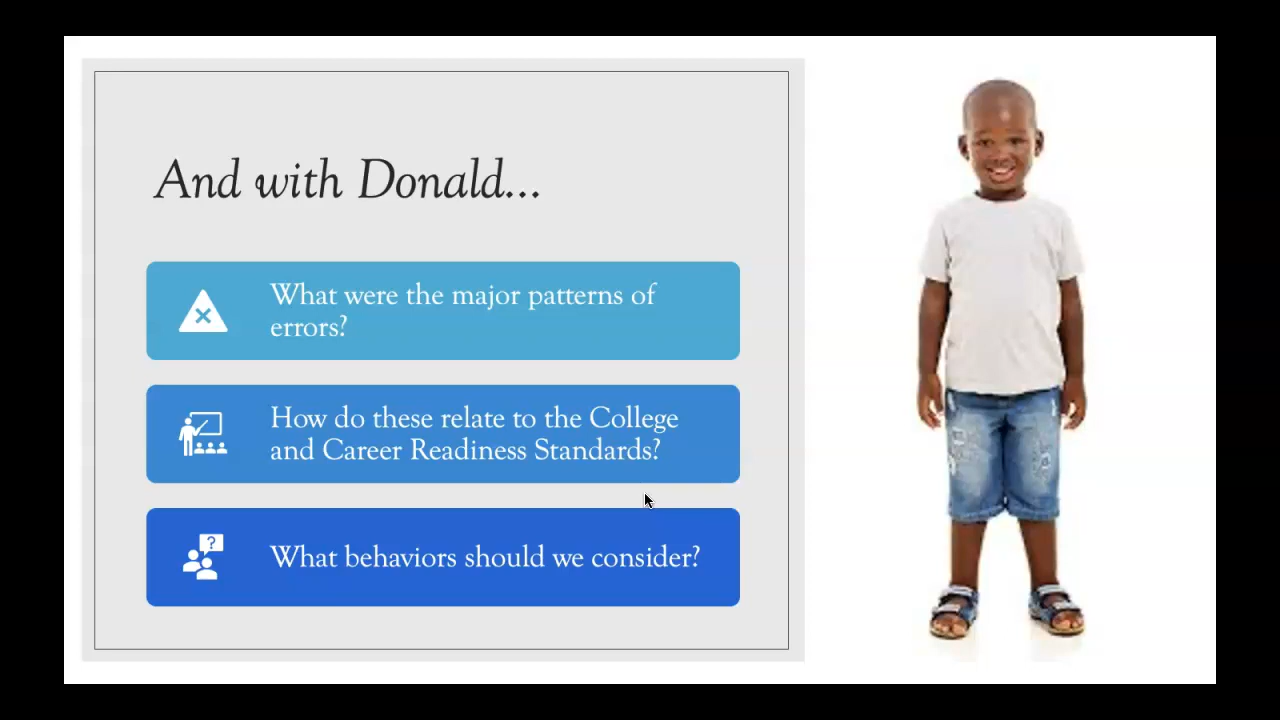 And with Donald...
What were the major patterns of
errors?
How do these relate to the College
and Career Readiness Standards?
?
What behaviors should we consider?